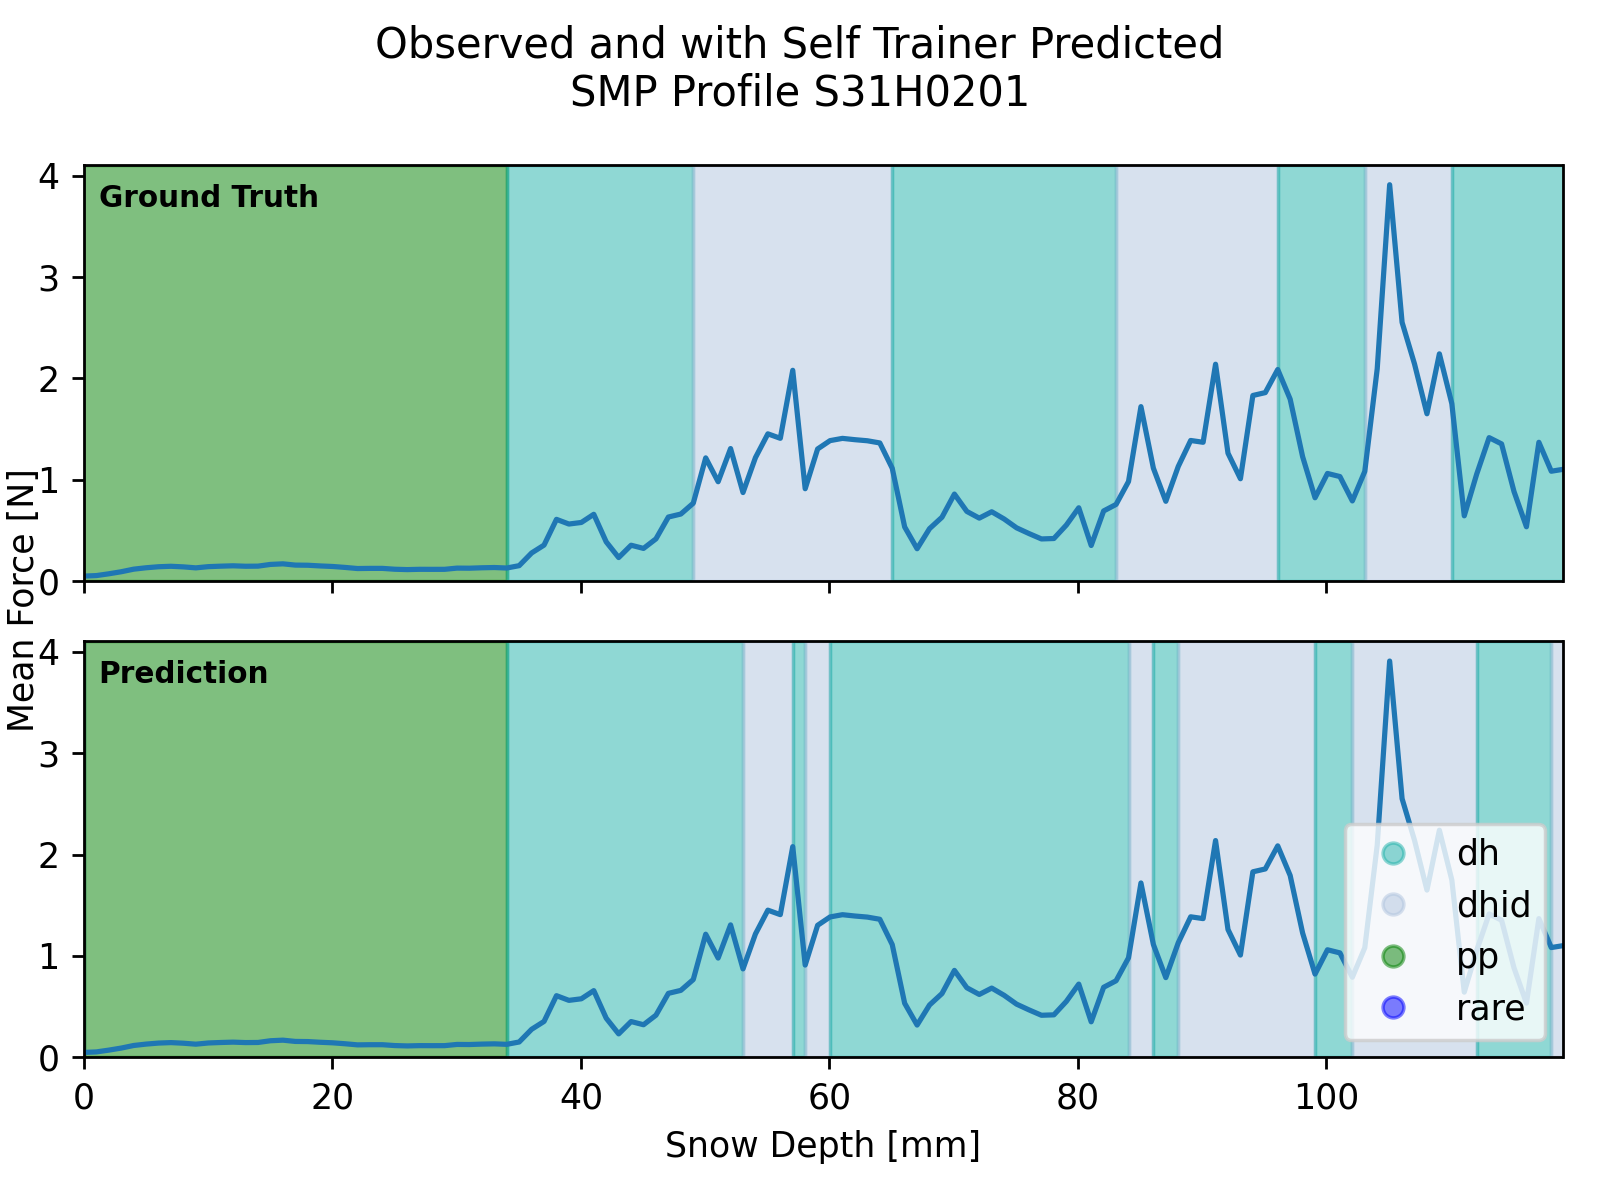 Observed and with Self Trainer Predicted
SMP Profile S31H0201
4
3
2
1
0
Ground Truth
Mean Force [N]
4
3
2
1
0
Prediction
dh
dhid
pp
rare
0 20 40 60 80 100
Snow Depth [mm]